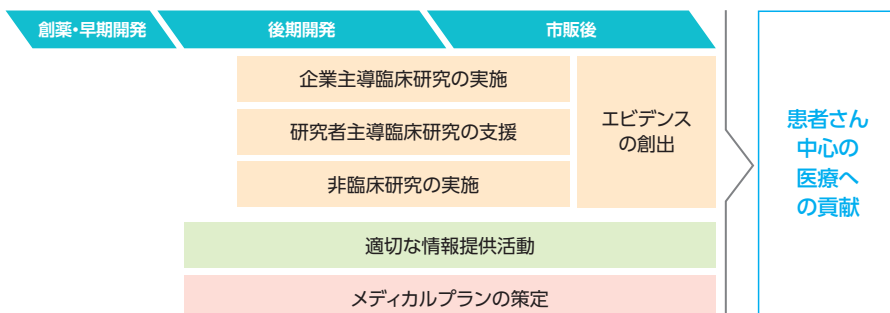 創薬・早期開発
後期開発
市販後
企業主導臨床研究の実施
研究者主導臨床研究の支援
非臨床研究の実施
エビデンス
の創出
適切な情報提供活動
メディカルプランの策定
患者さん
中心の
医療へ
の貢献